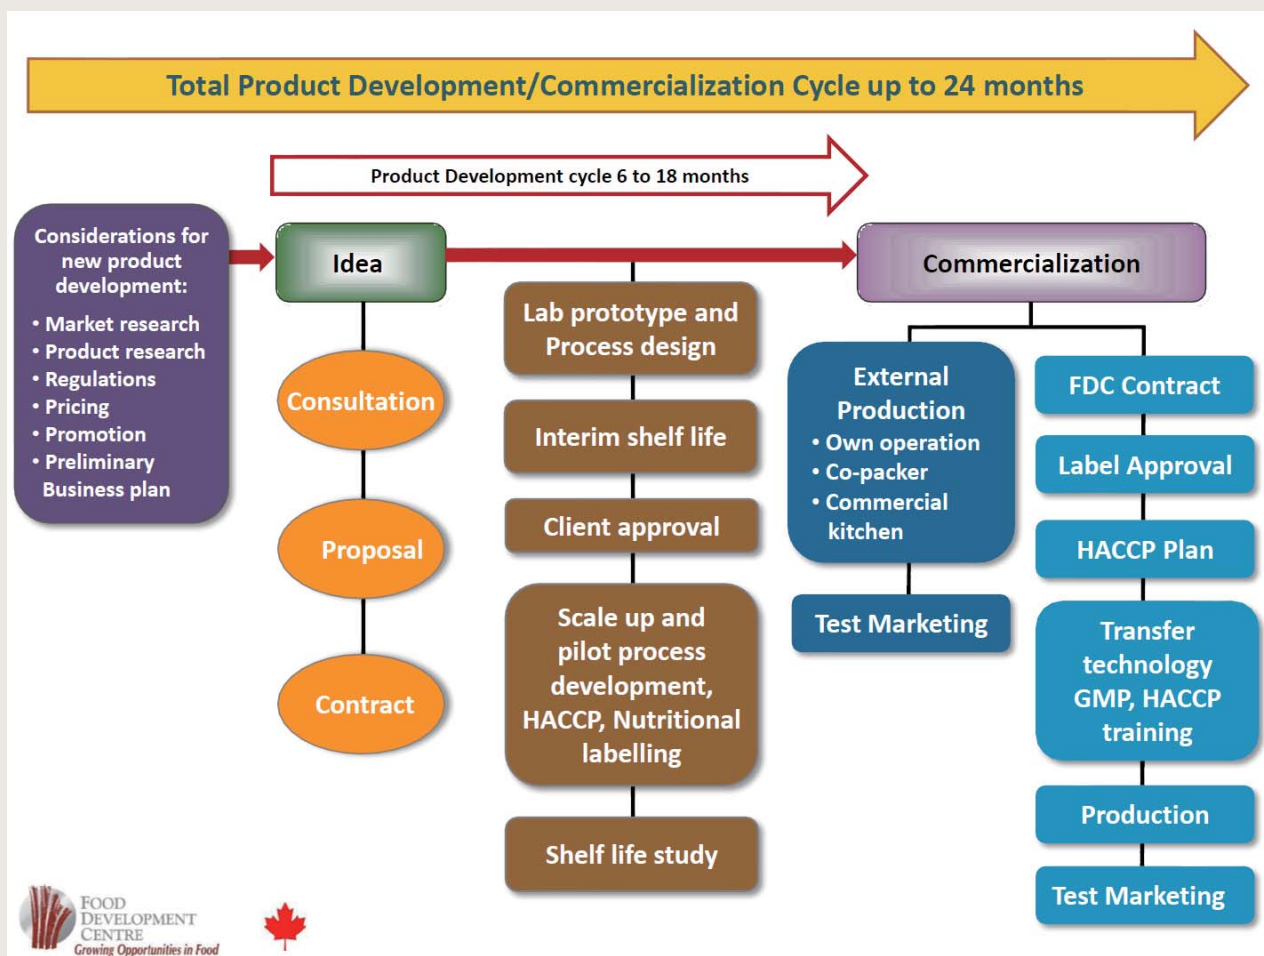 Total Product Development/Commercialization Cycle up to 24 months
Product Development cycle 6 to 18 months
Considerations for
new product
development:
• Market research
• Product research
• Regulations
• Pricing
• Promotion
• Preliminary
Business plan
Idea
Consultation
Proposal
Contract
Lab prototype and
Process design
Interim shelf life
Client approval
Scale up and
pilot process
development,
HACCP, Nutritional
labelling
Shelf life study
Commercialization
External
Production
• Own operation
• Co-packer
• Commercial
kitchen
Test Marketing
FDC Contract
Label Approval
HACCP Plan
Transfer
technology
GMP, HACCP
training
Production
Test Marketing
FOOD
DEVELOPMENT
CENTRE
Growing Opportunities in Food